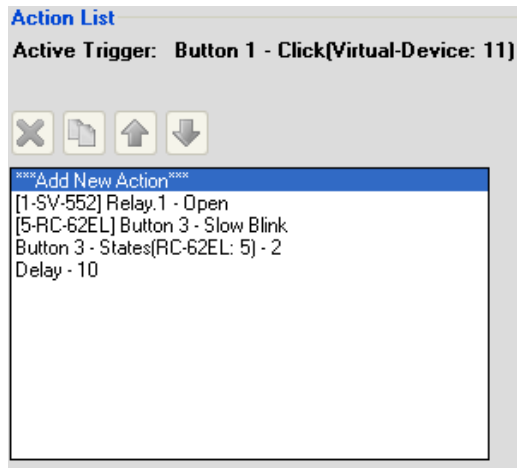 Action List
Active Trigger: Button 1 - Click(Virtual-Device: 11)
***Add New Action***
[1-SV-552] Relay.1 - Open
[5-RC-62EL] Button 3 - Slow Blink
Button 3 - States(RC-62EL: 5) - 2
Delay - 10